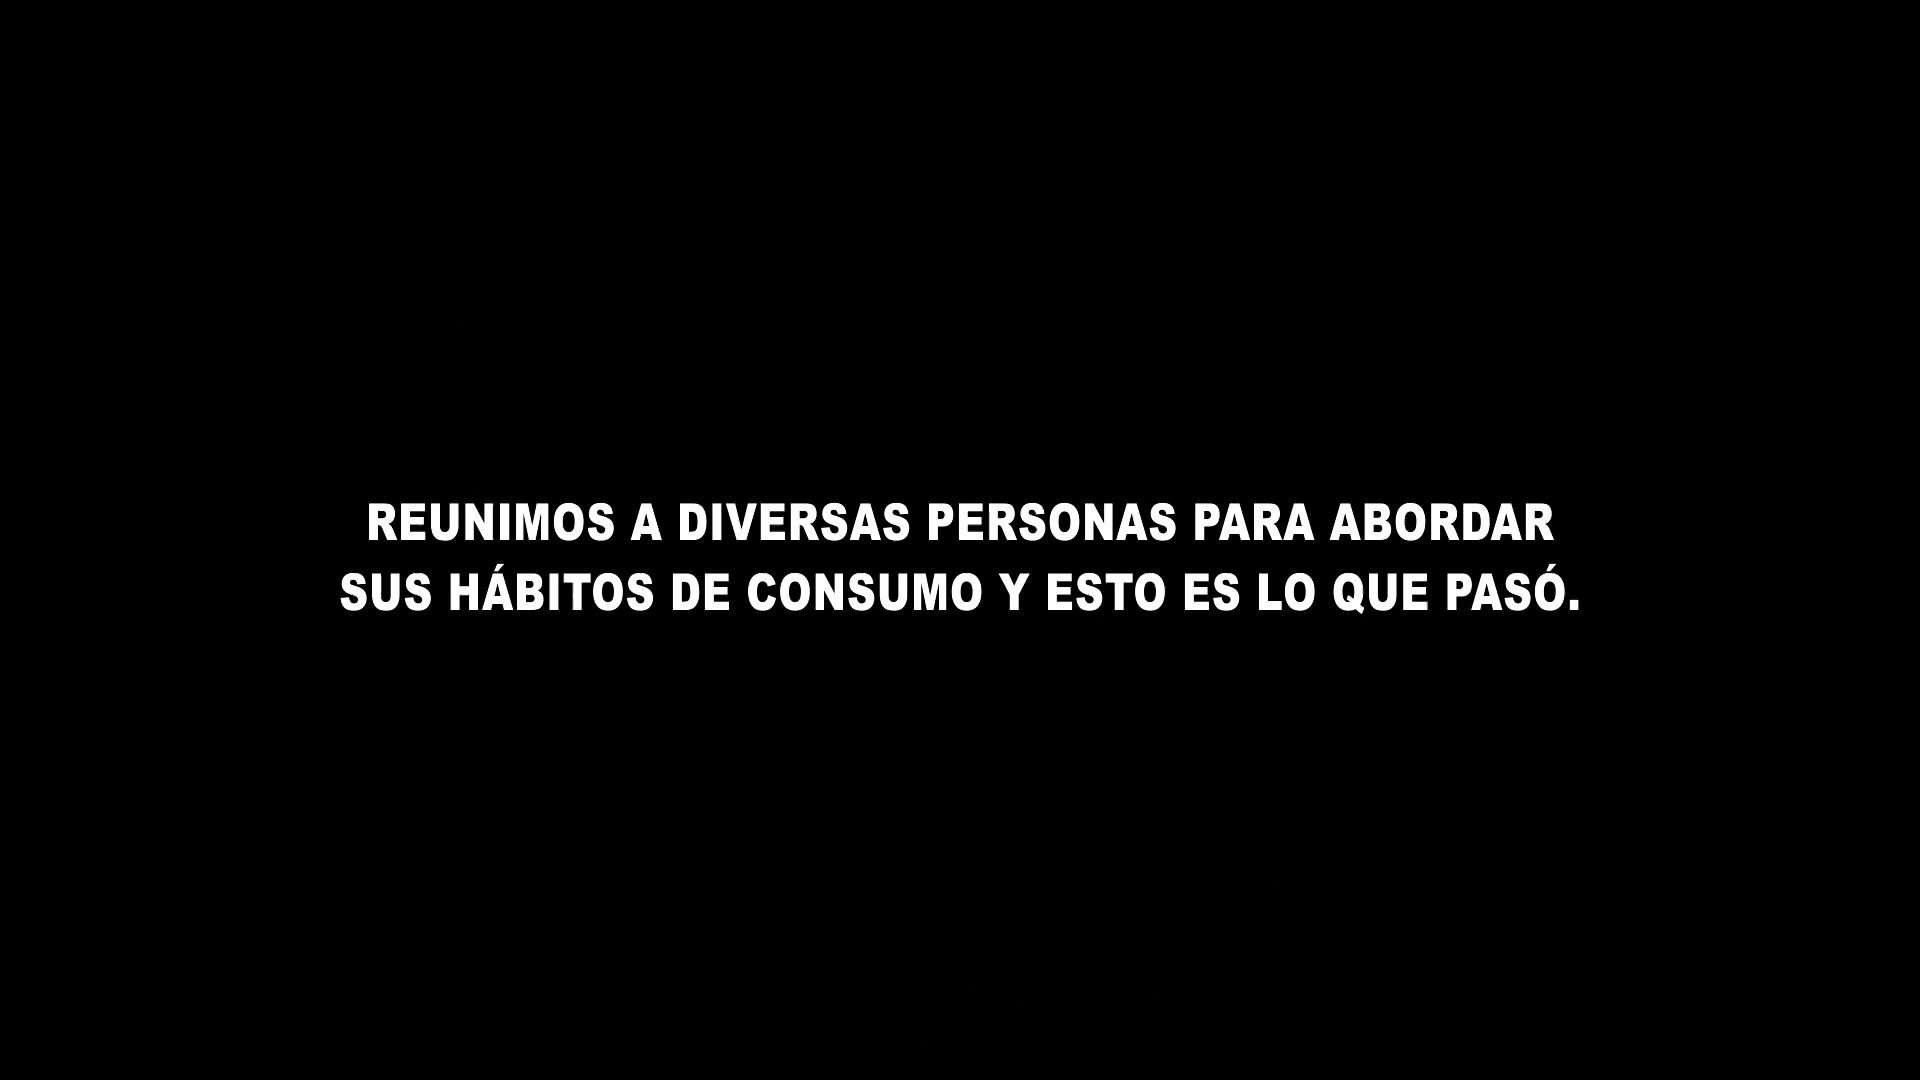 REUNIMOS A DIVERSAS PERSONAS PARA ABORDAR
SUS HÁBITOS DE CONSUMO Y ESTO ES LO QUE PASÓ.